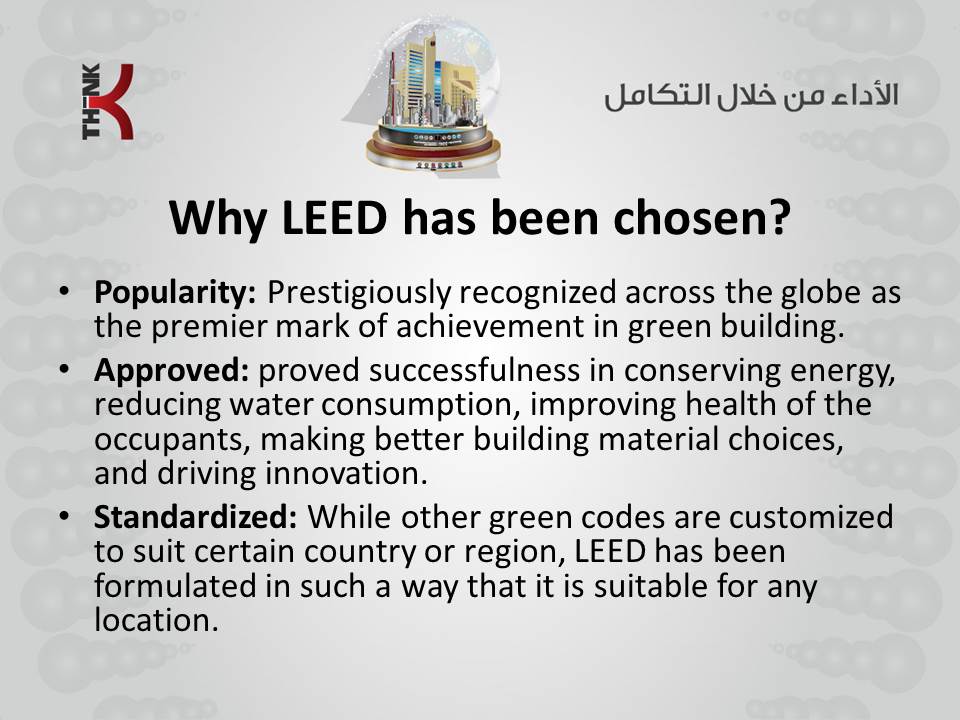 THINK
الأداء من خلال التكامل
Why LEED has been chosen?
• Popularity: Prestigiously recognized across the globe as
the premier mark of achievement in green building.
• Approved: proved successfulness in conserving energy,
reducing water consumption, improving health of the
occupants, making better building material choices,
and driving innovation.
• Standardized: While other green codes are customized
to suit certain country or region, LEED has been
formulated in such a way that it is suitable for any
location.